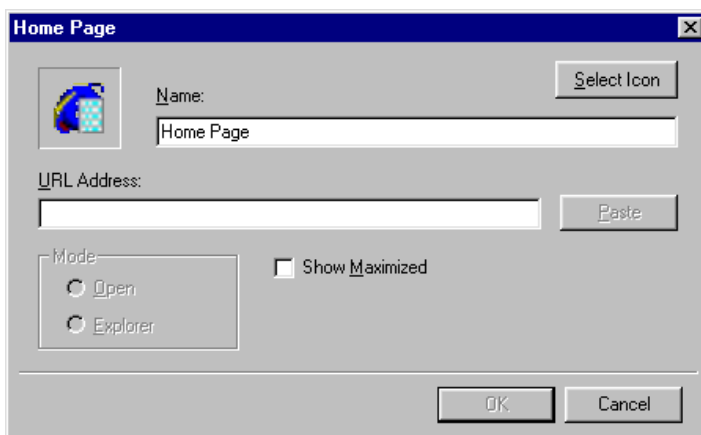 Home Page
Select Icon
Name:
Home Page
URL Address:
Paste
Mode
Open
Explorer
Show Maximized
OK
Cancel